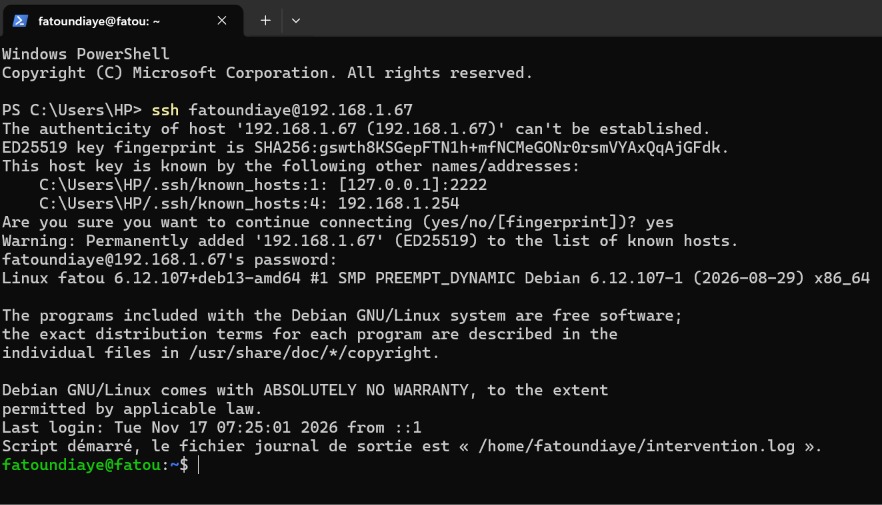 fatoundiaye@fatou: ~
Windows PowerShell
Copyright (C) Microsoft Corporation. All rights reserved.
PS C:\Users\HP> ssh fatoundiaye@192.168.1.67
The authenticity of host '192.168.1.67 (192.168.1.67)' can't be established.
ED25519 key fingerprint is SHA256:gswth8KSGepFTN1h+mfNCMeGONr0rsmVYAxQqAjGFdk.
This host key is known by the following other names/addresses:
    C:\Users\HP/.ssh/known_hosts:1: [127.0.0.1]:2222
    C:\Users\HP/.ssh/known_hosts:4: 192.168.1.254
Are you sure you want to continue connecting (yes/no/[fingerprint])? yes
Warning: Permanently added '192.168.1.67' (ED25519) to the list of known hosts.
fatoundiaye@192.168.1.67's password:
Linux fatou 6.12.107+deb13-amd64 #1 SMP PREEMPT_DYNAMIC Debian 6.12.107-1 (2026-08-29) x86_64
The programs included with the Debian GNU/Linux system are free software;
the exact distribution terms for each program are described in the
individual files in /usr/share/doc/*/copyright.
Debian GNU/Linux comes with ABSOLUTELY NO WARRANTY, to the extent
permitted by applicable law.
Last login: Tue Nov 17 07:25:01 2026 from ::1
Script démarré, le fichier journal de sortie est « /home/fatoundiaye/intervention.log ».
fatoundiaye@fatou:~$